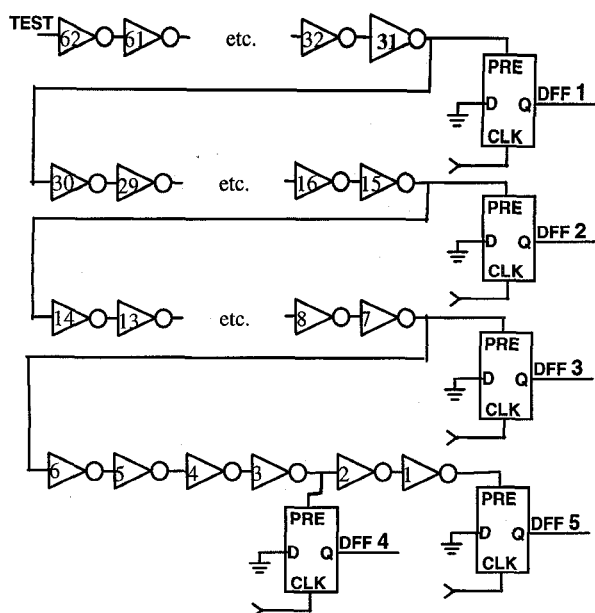 TEST 62 61 etc. 32 31
PRE
D Q DFF 1
CLK
30 29 etc. 16 15
PRE
D Q DFF 2
CLK
14 13 etc. 8 7
PRE
D Q DFF 3
CLK
6 5 4 3 2 1
PRE
D Q DFF 4
CLK
PRE
D Q DFF 5
CLK